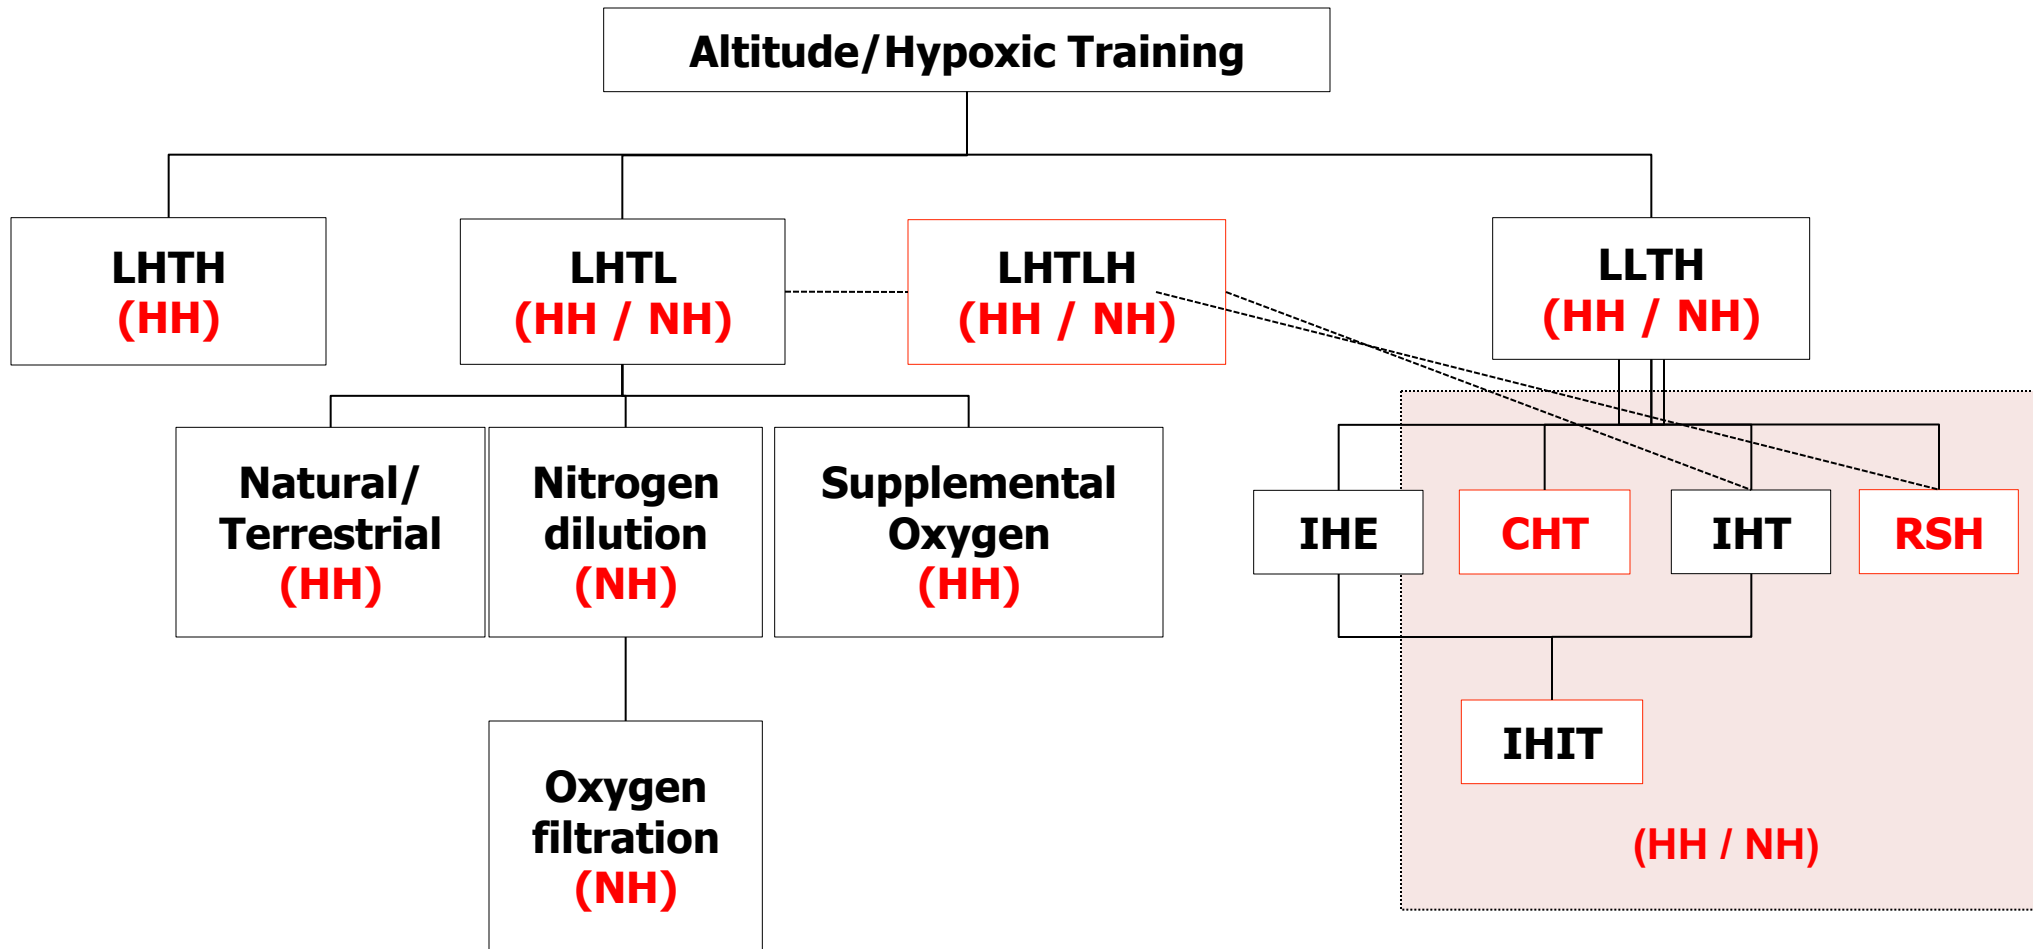 Altitude/Hypoxic Training
LHTH
(HH)
LHTL
(HH / NH)
LHTLH
(HH / NH)
LLTH
(HH / NH)
Natural/
Terrestrial
(HH)
Nitrogen
dilution
(NH)
Supplemental
Oxygen
(HH)
IHE
CHT
IHT
RSH
IHIT
Oxygen
filtration
(NH)
(HH / NH)